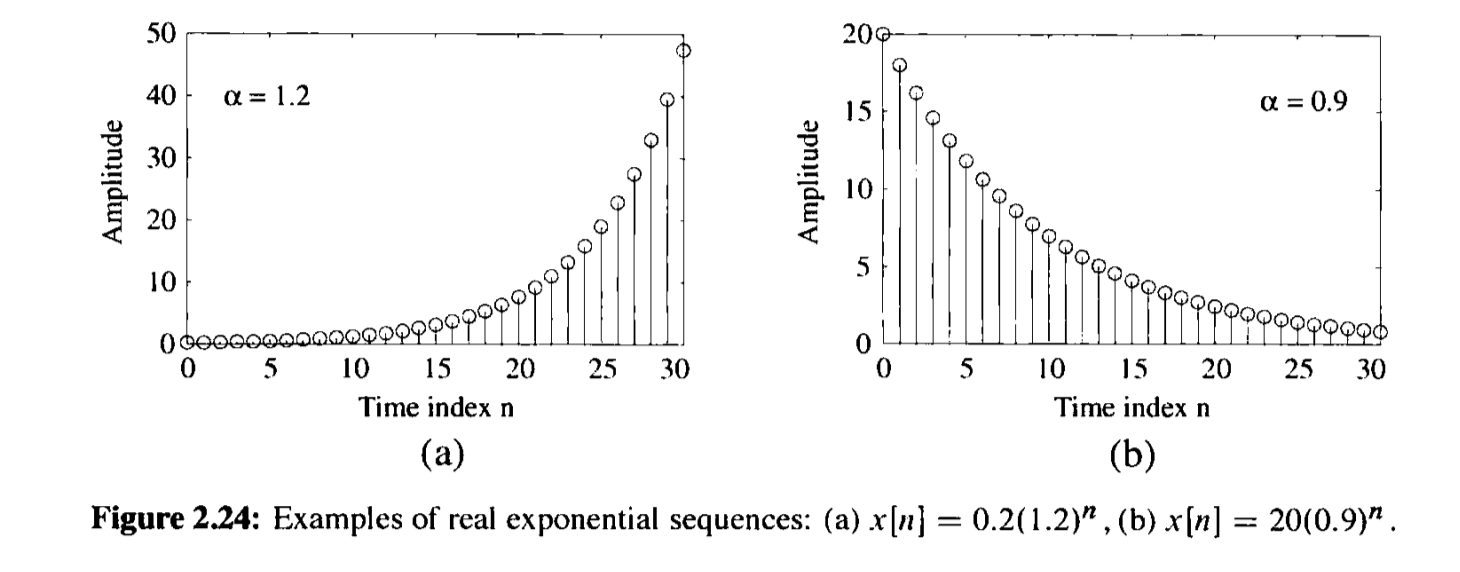 50
40
30
20
10
0
Amplitude
α = 1.2
0 5 10 15 20 25 30
Time index n
(a)
20
15
10
5
0
Amplitude
α = 0.9
0 5 10 15 20 25 30
Time index n
(b)
Figure 2.24: Examples of real exponential sequences: (a) x[n] = 0.2(1.2)ⁿ, (b) x[n] = 20(0.9)ⁿ.